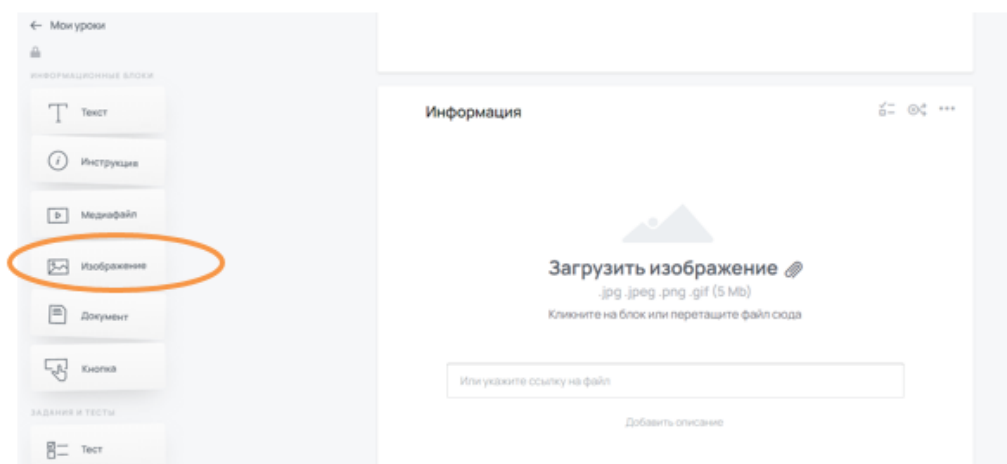 ← Мои уроки
ИНФОРМАЦИОННЫЕ БЛОКИ
Текст
Инструкция
Медиафайл
Изображение
Документ
Кнопка
ЗАДАНИЯ И ТЕСТЫ
Тест
Информация
Загрузить изображение
.jpg .jpeg .png .gif (5 Mb)
Кликните на блок или перетащите файл сюда
Или укажите ссылку на файл
Добавить описание